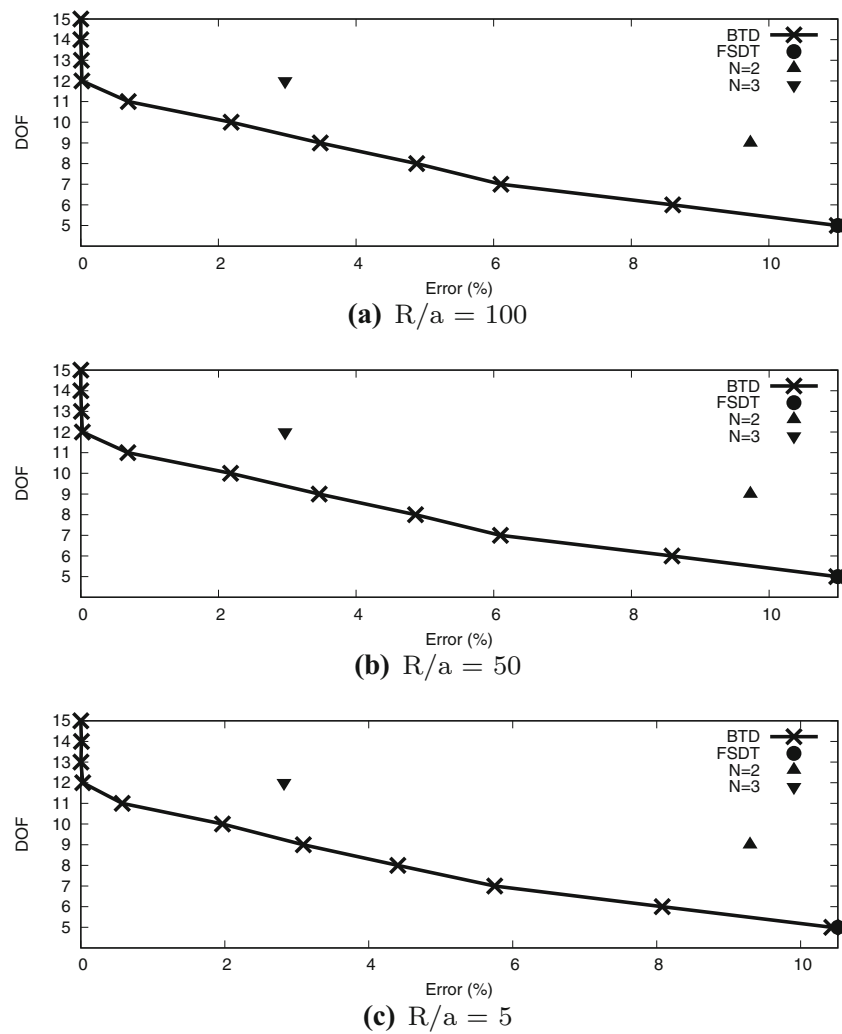 15
14
13
12
11
10
9
8
7
6
5
DOF
BTD
FSDT
N=2
N=3
0 2 4 6 8 10
Error (%)
(a) R/a = 100
15
14
13
12
11
10
9
8
7
6
5
DOF
BTD
FSDT
N=2
N=3
0 2 4 6 8 10
Error (%)
(b) R/a = 50
15
14
13
12
11
10
9
8
7
6
5
DOF
BTD
FSDT
N=2
N=3
0 2 4 6 8 10
Error (%)
(c) R/a = 5